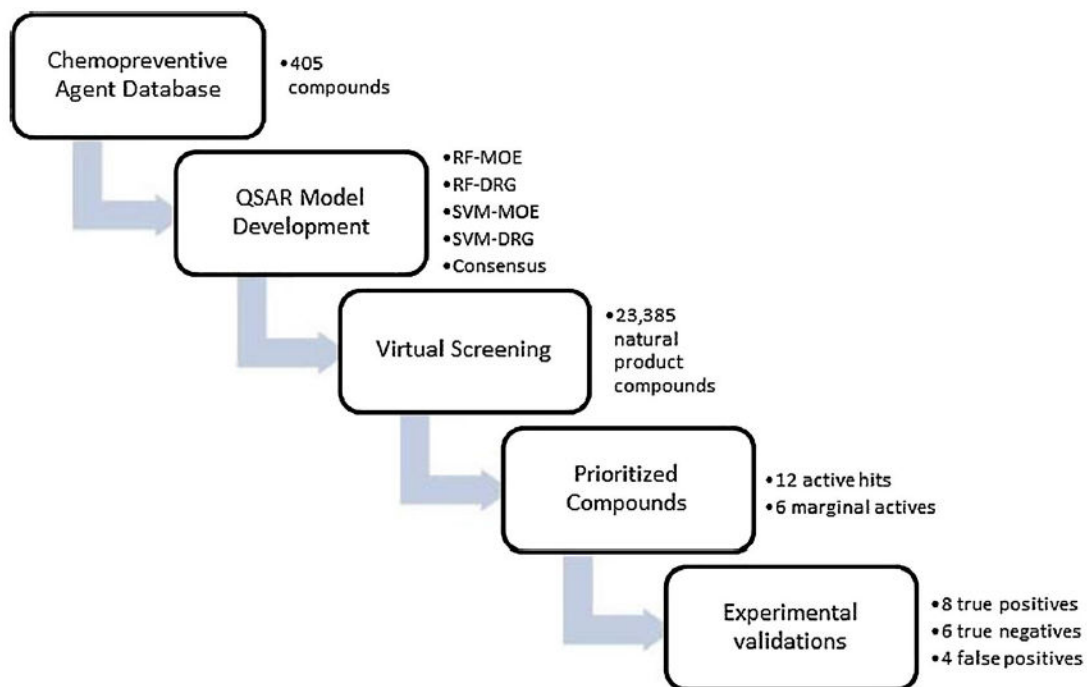 Chemopreventive
Agent Database
•405
compounds
QSAR Model
Development
•RF-MOE
•RF-DRG
•SVM-MOE
•SVM-DRG
•Consensus
Virtual Screening
•23,385
natural
product
compounds
Prioritized
Compounds
•12 active hits
•6 marginal actives
Experimental
validations
•8 true positives
•6 true negatives
•4 false positives